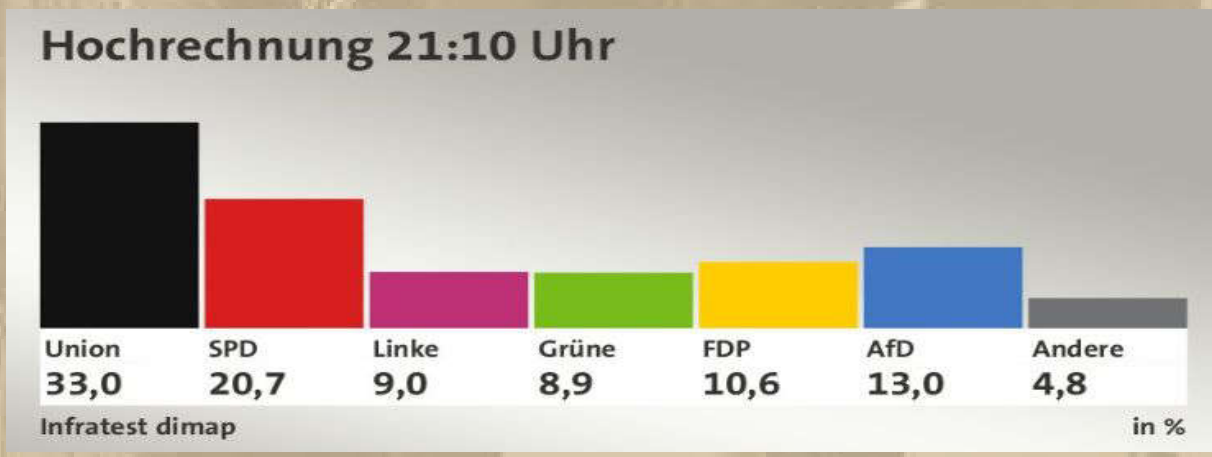 Hochrechnung 21:10 Uhr
Union SPD Linke Grüne FDP AfD Andere
33,0 20,7 9,0 8,9 10,6 13,0 4,8
Infratest dimap in %